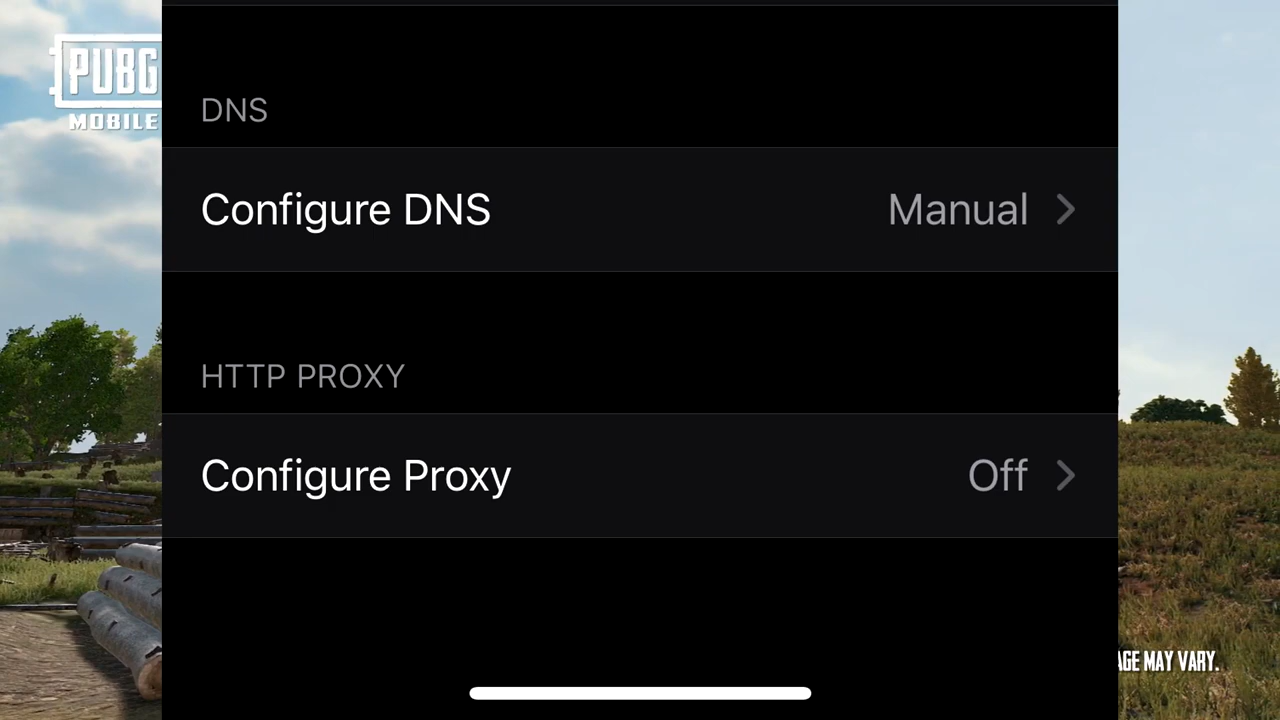 PUBG
MOBILE
DNS
Configure DNS Manual
HTTP PROXY
Configure Proxy Off
AGE MAY VARY.